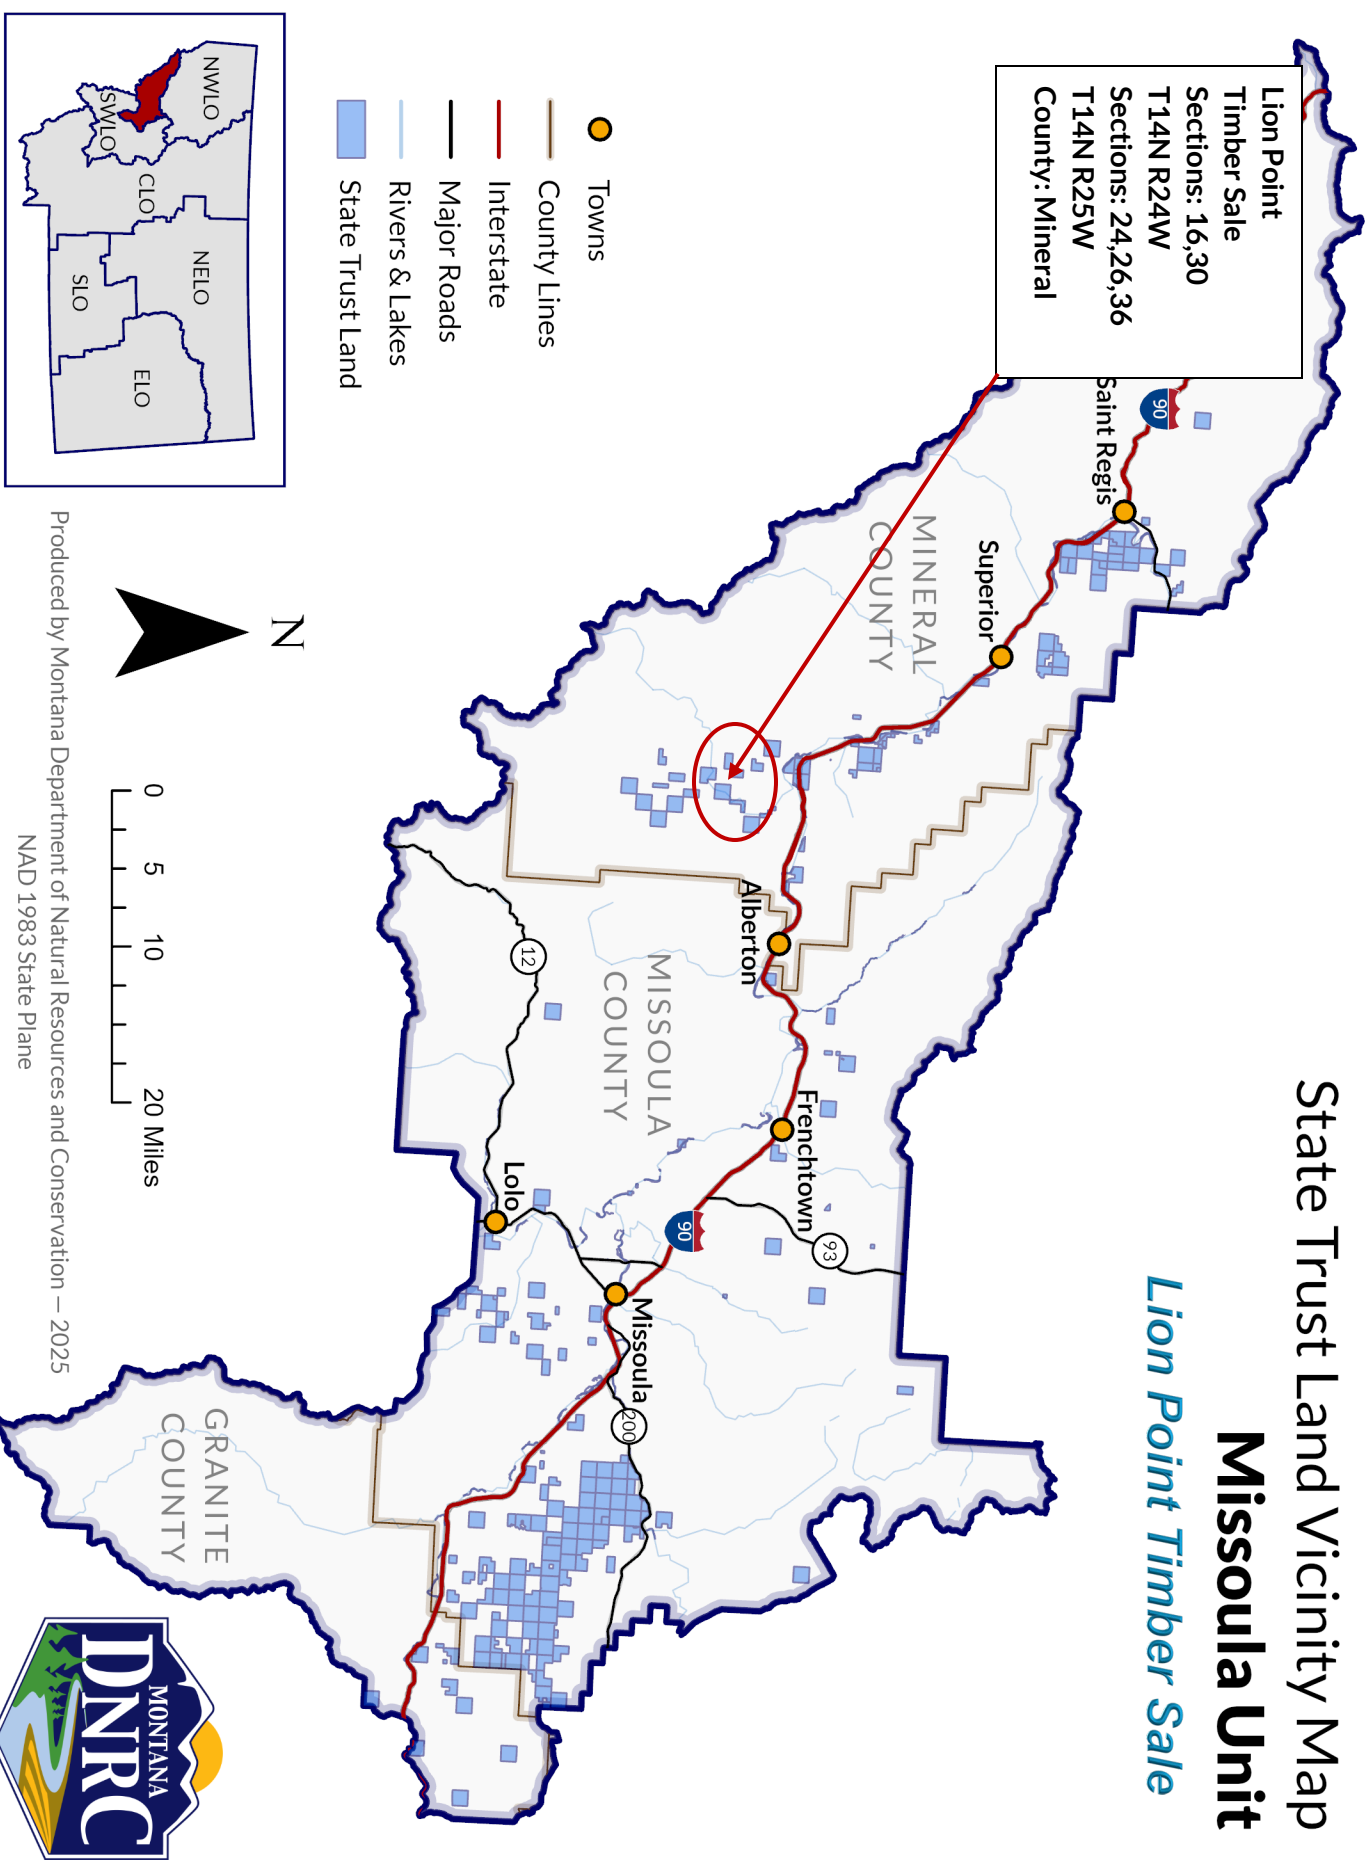 State Trust Land Vicinity Map
Missoula Unit
Lion Point Timber Sale
Lion Point
Timber Sale
Sections: 16,30
T14N R24W
Sections: 24,26,36
T14N R25W
County: Mineral
90
Saint Regis
Superior
MINERAL
COUNTY
Alberton
MISSOULA
COUNTY
12
Frenchtown
93
90
Lolo
Missoula
200
GRANITE
COUNTY
Towns
County Lines
Interstate
Major Roads
Rivers & Lakes
State Trust Land
NWLO
SWLO
CLO
NELO
SLO
ELO
N
0 5 10 20 Miles
Produced by Montana Department of Natural Resources and Conservation — 2025
NAD 1983 State Plane
MONTANA
DNRC